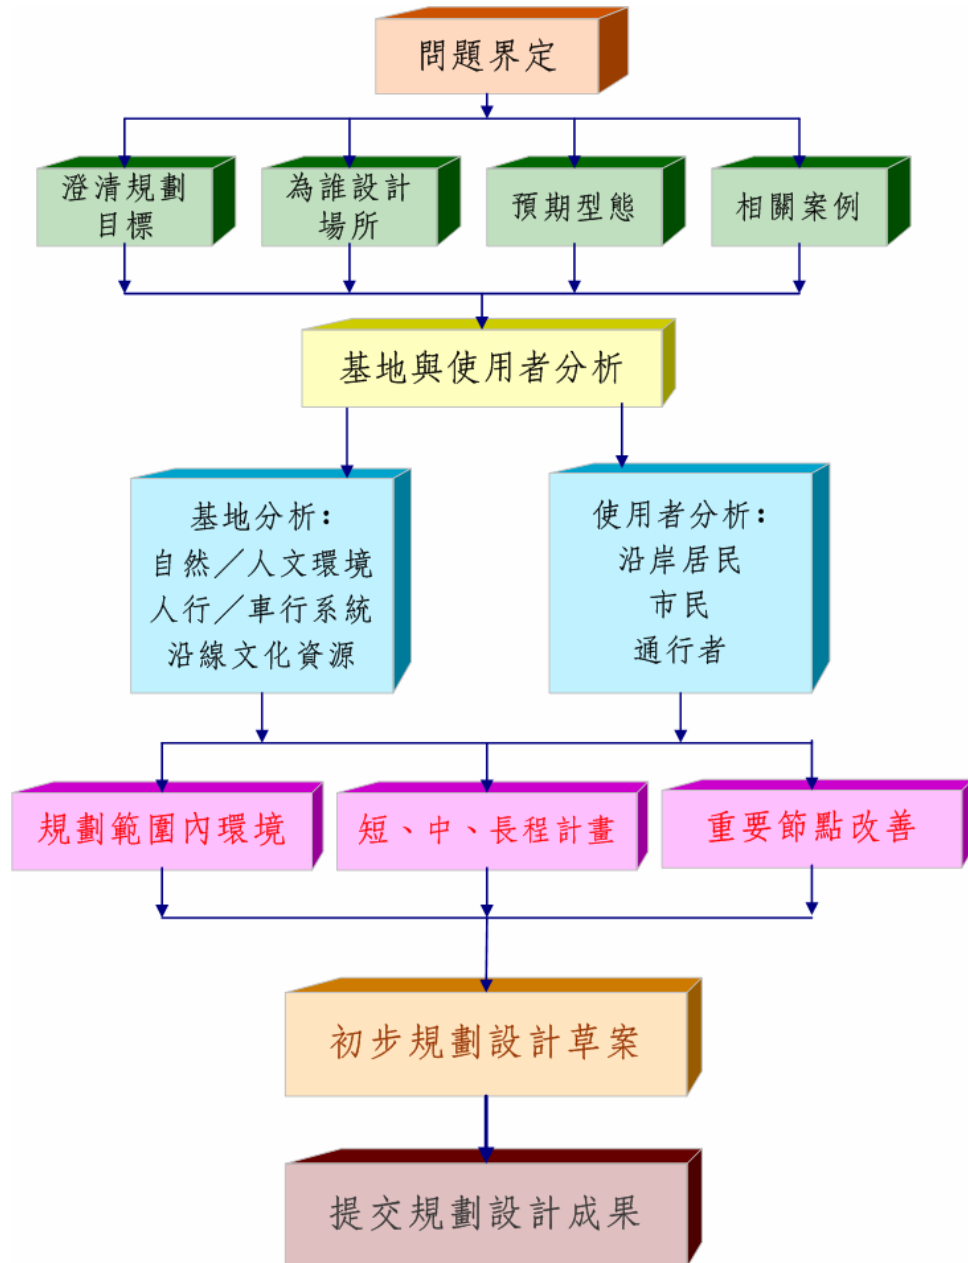 問題界定
澄清規劃
目標
為誰設計
場所
預期型態
相關案例
基地與使用者分析
基地分析：
自然／人文環境
人行／車行系統
沿線文化資源
使用者分析：
沿岸居民
市民
通行者
規劃範圍內環境
短、中、長程計畫
重要節點改善
初步規劃設計草案
提交規劃設計成果